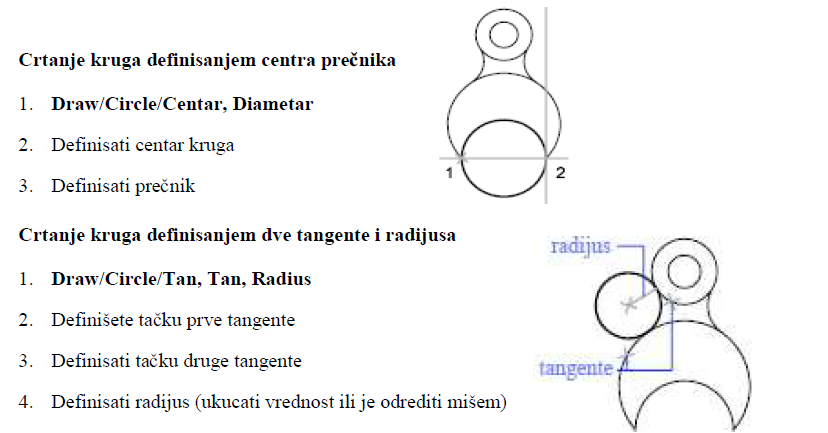 Crtanje kruga definisanjem centra prečnika
1. Draw/Circle/Centar, Diametar
2. Definisati centar kruga
3. Definisati prečnik
1
2
Crtanje kruga definisanjem dve tangente i radijusa
1. Draw/Circle/Tan, Tan, Radius
2. Definišete tačku prve tangente
3. Definisati tačku druge tangente
4. Definisati radijus (ukucati vrednost ili je odrediti mišem)
radijus
tangente